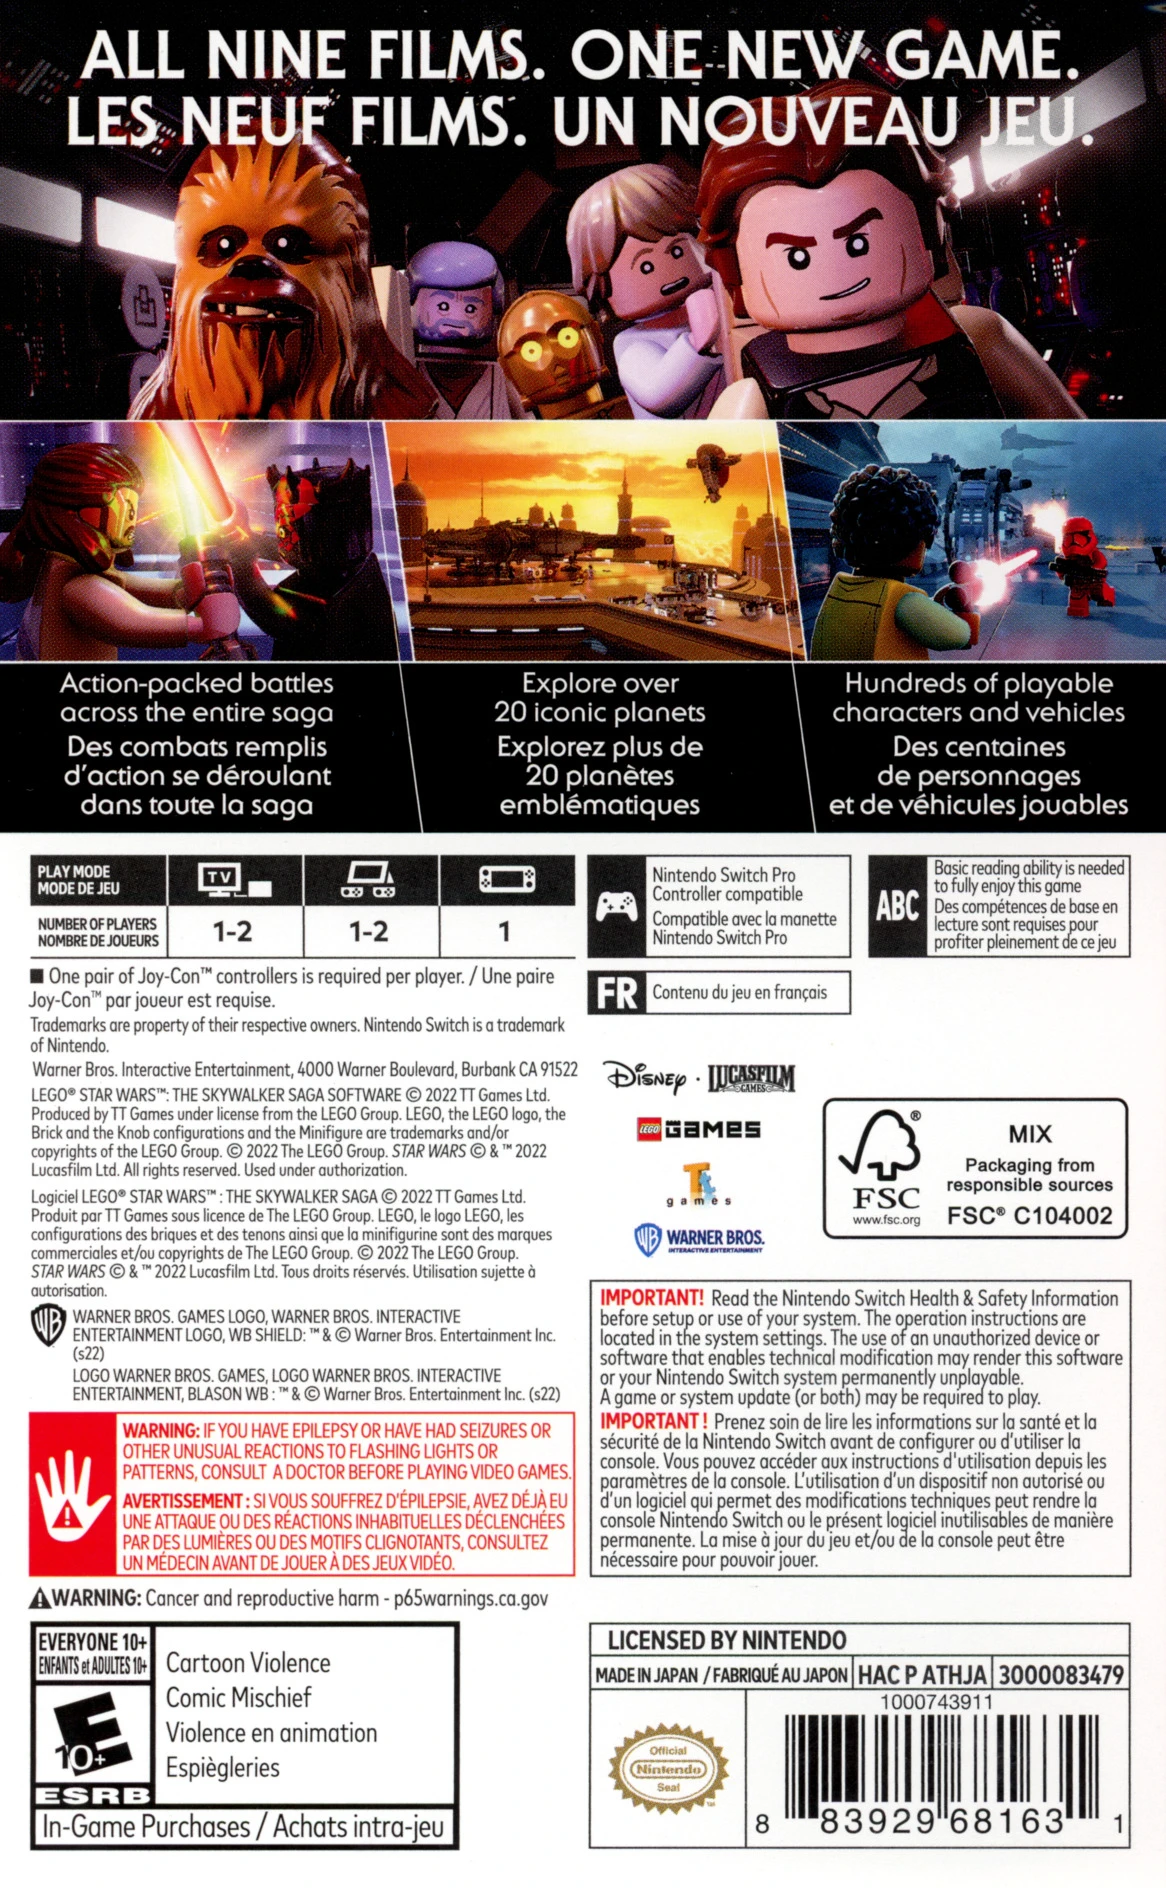 ALL NINE FILMS. ONE NEW GAME.
LES NEUF FILMS. UN NOUVEAU JEU.
Action-packed battles
across the entire saga
Des combats remplis
d'action se déroulant
dans toute la saga
Explore over
20 iconic planets
Explorez plus de
20 planètes
emblématiques
Hundreds of playable
characters and vehicles
Des centaines
de personnages
et de véhicules jouables
PLAY MODE
MODE DE JEU
TV
NUMBER OF PLAYERS
NOMBRE DE JOUEURS
1-2
1-2
1
Nintendo Switch Pro
Controller compatible
Compatible avec la manette
Nintendo Switch Pro
ABC
Basic reading ability is needed
to fully enjoy this game
Des compétences de base en
lecture sont requises pour
profiter pleinement de ce jeu
FR
Contenu du jeu en français
■ One pair of Joy-Con™ controllers is required per player. / Une paire
Joy-Con™ par joueur est requise.
Trademarks are property of their respective owners. Nintendo Switch is a trademark
of Nintendo.
Warner Bros. Interactive Entertainment, 4000 Warner Boulevard, Burbank CA 91522
LEGO® STAR WARS™: THE SKYWALKER SAGA SOFTWARE © 2022 TT Games Ltd.
Produced by TT Games under license from the LEGO Group. LEGO, the LEGO logo, the
Brick and the Knob configurations and the Minifigure are trademarks and/or
copyrights of the LEGO Group. © 2022 The LEGO Group. STAR WARS © & ™ 2022
Lucasfilm Ltd. All rights reserved. Used under authorization.
Logiciel LEGO® STAR WARS™ : THE SKYWALKER SAGA © 2022 TT Games Ltd.
Produit par TT Games sous licence de The LEGO Group. LEGO, le logo LEGO, les
configurations des briques et des tenons ainsi que la minifigurine sont des marques
commerciales et/ou copyrights de The LEGO Group. © 2022 The LEGO Group.
STAR WARS © & ™ 2022 Lucasfilm Ltd. Tous droits réservés. Utilisation sujette à
autorisation.
WB
WARNER BROS. GAMES LOGO, WARNER BROS. INTERACTIVE
ENTERTAINMENT LOGO, WB SHIELD: ™ & © Warner Bros. Entertainment Inc.
(s22)
LOGO WARNER BROS. GAMES, LOGO WARNER BROS. INTERACTIVE
ENTERTAINMENT, BLASON WB : ™ & © Warner Bros. Entertainment Inc. (s22)
Disney · LUCASFILM
GAMES
LEGO GAMES
Tt
games
WB WARNER BROS.
INTERACTIVE ENTERTAINMENT
®
FSC
www.fsc.org
MIX
Packaging from
responsible sources
FSC® C104002
WARNING: IF YOU HAVE EPILEPSY OR HAVE HAD SEIZURES OR
OTHER UNUSUAL REACTIONS TO FLASHING LIGHTS OR
PATTERNS, CONSULT A DOCTOR BEFORE PLAYING VIDEO GAMES.
AVERTISSEMENT : SI VOUS SOUFFREZ D'ÉPILEPSIE, AVEZ DÉJÀ EU
UNE ATTAQUE OU DES RÉACTIONS INHABITUELLES DÉCLENCHÉES
PAR DES LUMIÈRES OU DES MOTIFS CLIGNOTANTS, CONSULTEZ
UN MÉDECIN AVANT DE JOUER À DES JEUX VIDÉO.
IMPORTANT! Read the Nintendo Switch Health & Safety Information
before setup or use of your system. The operation instructions are
located in the system settings. The use of an unauthorized device or
software that enables technical modification may render this software
or your Nintendo Switch system permanently unplayable.
A game or system update (or both) may be required to play.
IMPORTANT ! Prenez soin de lire les informations sur la santé et la
sécurité de la Nintendo Switch avant de configurer ou d'utiliser la
console. Vous pouvez accéder aux instructions d'utilisation depuis les
paramètres de la console. L'utilisation d'un dispositif non autorisé ou
d'un logiciel qui permet des modifications techniques peut rendre la
console Nintendo Switch ou le présent logiciel inutilisables de manière
permanente. La mise à jour du jeu et/ou de la console peut être
nécessaire pour pouvoir jouer.
WARNING: Cancer and reproductive harm - p65warnings.ca.gov
EVERYONE 10+
ENFANTS et ADULTES 10+
E
10+
ESRB
Cartoon Violence
Comic Mischief
Violence en animation
Espiègleries
In-Game Purchases / Achats intra-jeu
LICENSED BY NINTENDO
MADE IN JAPAN / FABRIQUÉ AU JAPON
HAC P ATHJA
3000083479
1000743911
Official
Nintendo
Seal
™
8 83929 68163 1